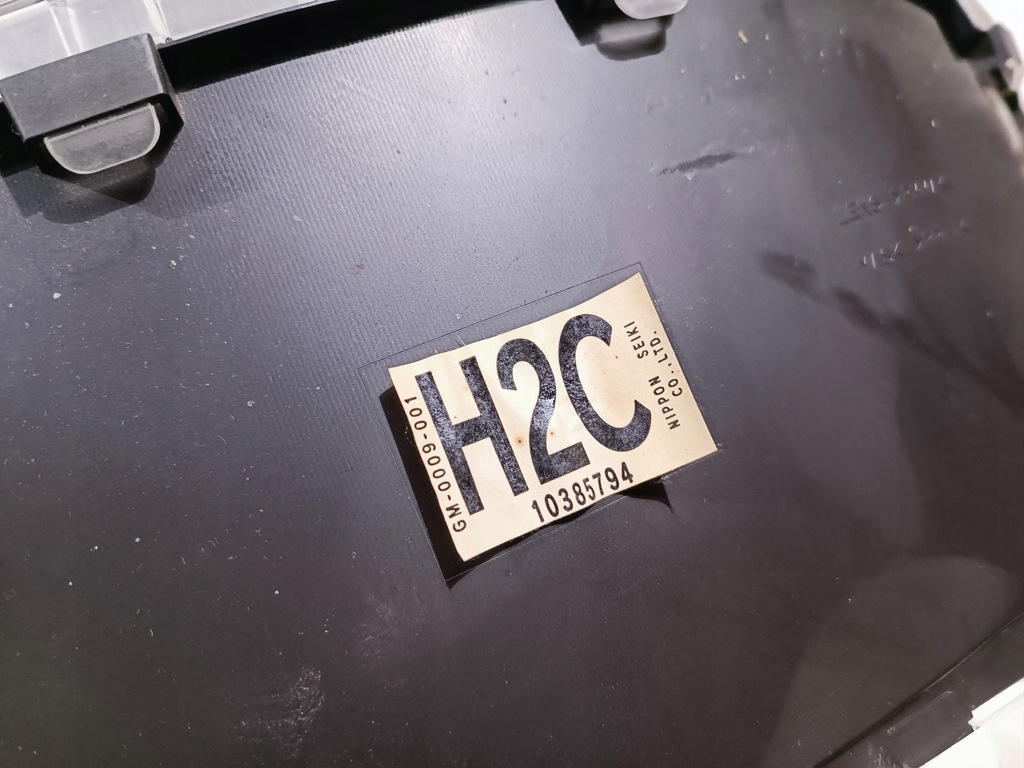 GM-0009-001
H2C
10385794
NIPPON SEIKI
CO.,LTD.